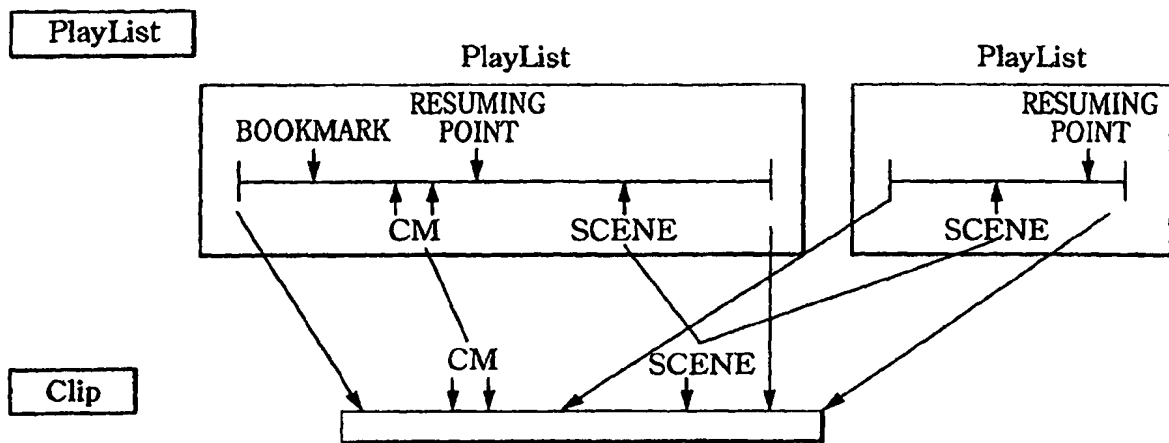 PlayList
PlayList
PlayList
BOOKMARK
RESUMING
POINT
RESUMING
POINT
CM
SCENE
SCENE
CM
SCENE
Clip